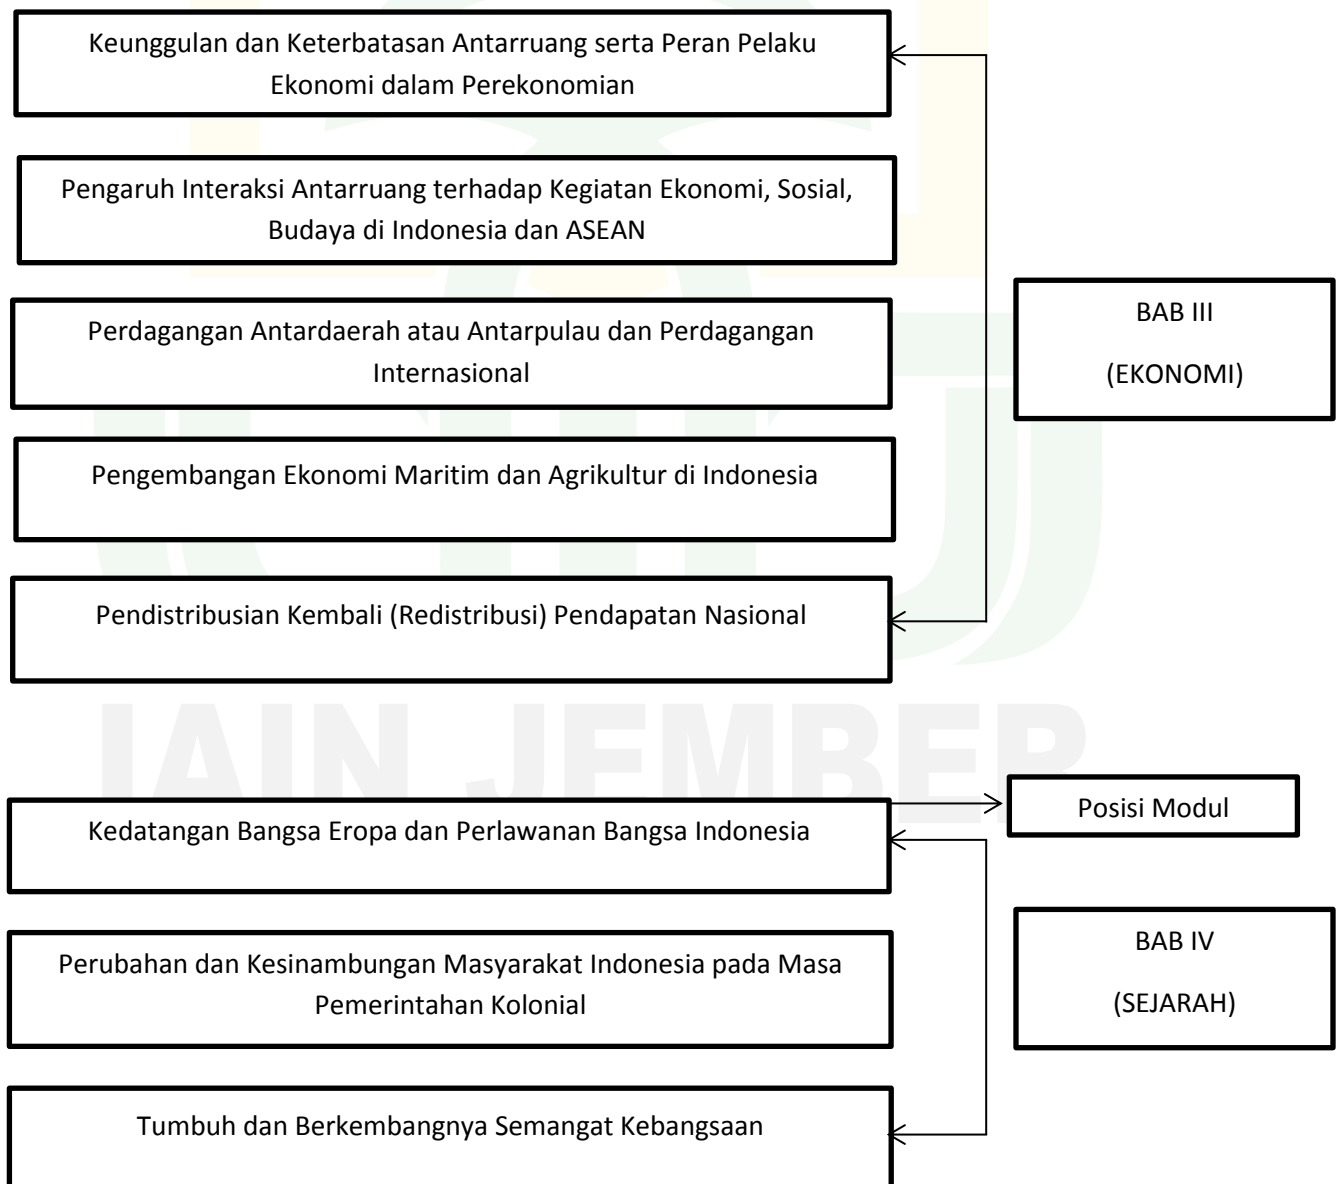 Keunggulan dan Keterbatasan Antarruang serta Peran Pelaku
Ekonomi dalam Perekonomian
Pengaruh Interaksi Antarruang terhadap Kegiatan Ekonomi, Sosial,
Budaya di Indonesia dan ASEAN
Perdagangan Antardaerah atau Antarpulau dan Perdagangan
Internasional
BAB III
(EKONOMI)
Pengembangan Ekonomi Maritim dan Agrikultur di Indonesia
Pendistribusian Kembali (Redistribusi) Pendapatan Nasional
IAIN JEMBER
Kedatangan Bangsa Eropa dan Perlawanan Bangsa Indonesia
Posisi Modul
Perubahan dan Kesinambungan Masyarakat Indonesia pada Masa
Pemerintahan Kolonial
BAB IV
(SEJARAH)
Tumbuh dan Berkembangnya Semangat Kebangsaan